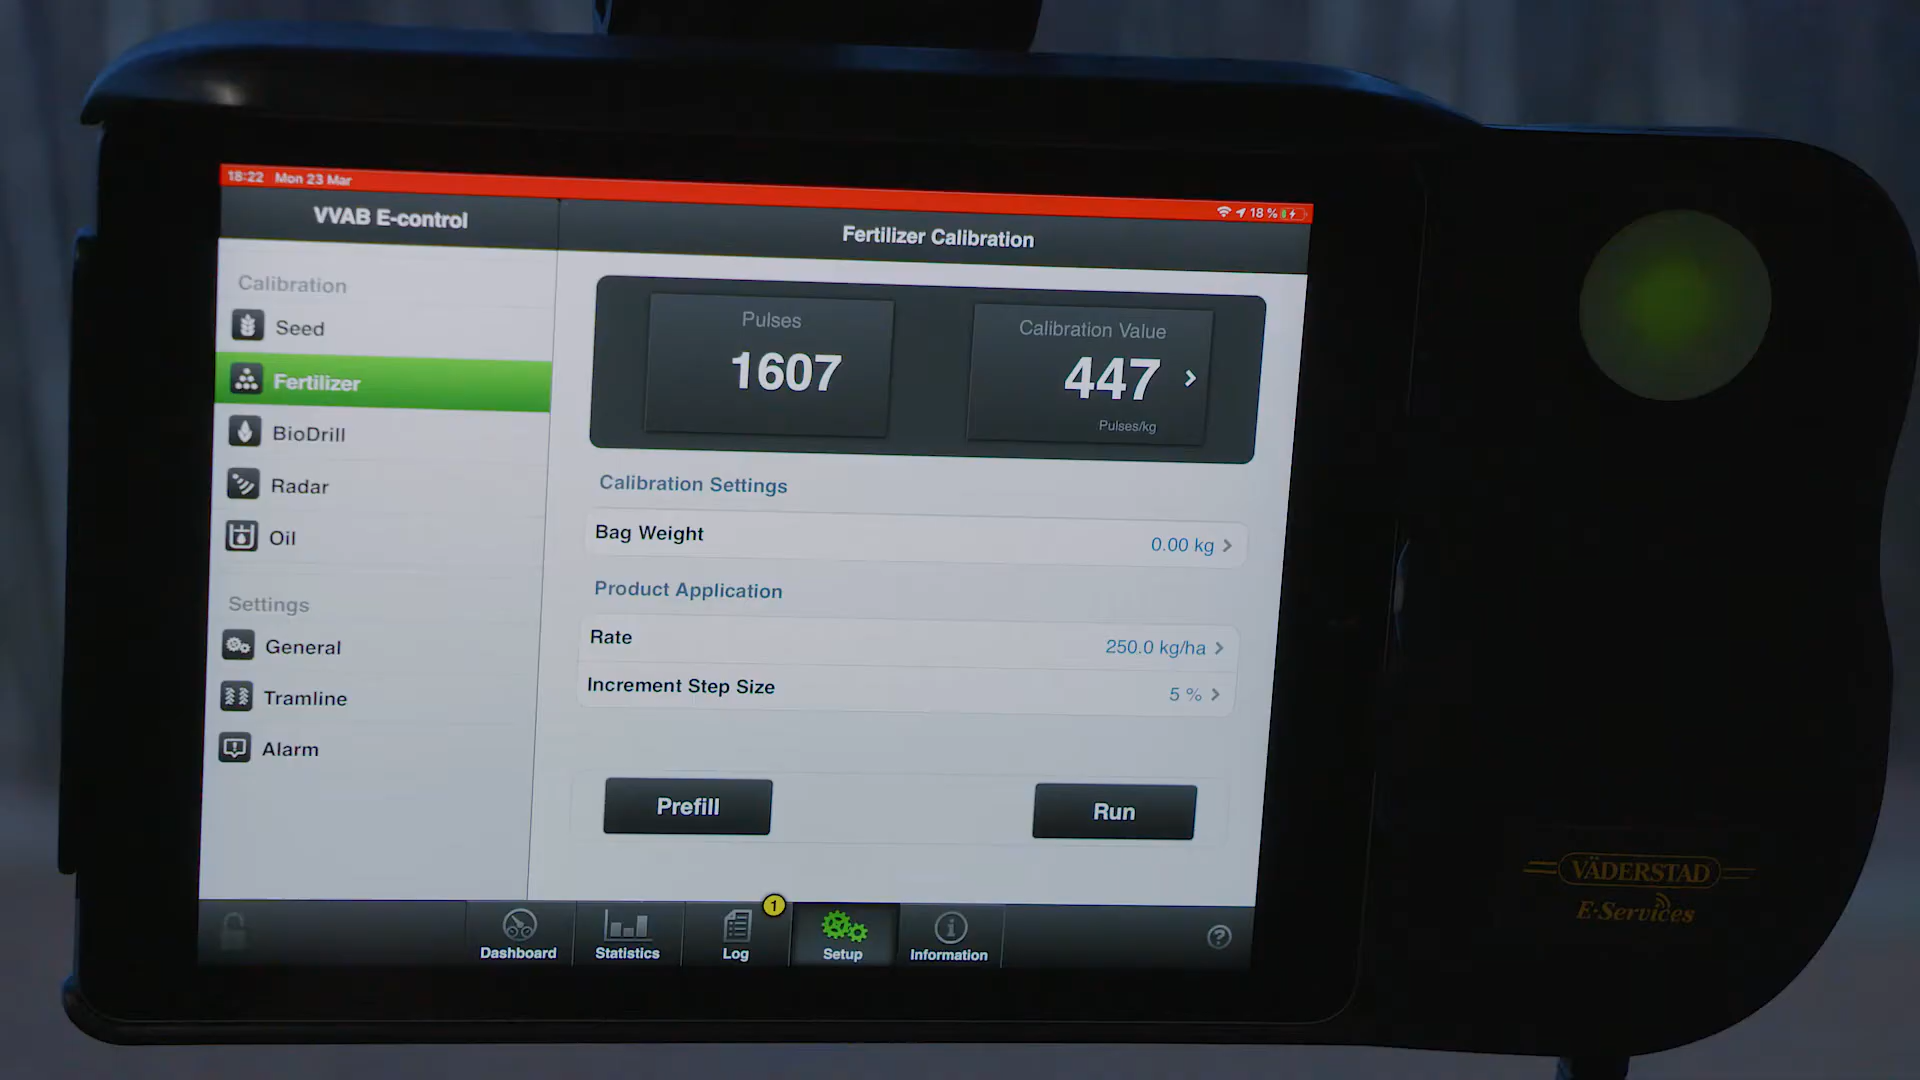 18:22 Mon 23 Mar
18 %
VVAB E-control
Fertilizer Calibration
Calibration
Seed
Fertilizer
BioDrill
Radar
Oil
Settings
General
Tramline
Alarm
Pulses
1607
Calibration Value
447
Pulses/kg
Calibration Settings
Bag Weight
0.00 kg
Product Application
Rate
250.0 kg/ha
Increment Step Size
5 %
Prefill
Run
Dashboard
Statistics
1
Log
Setup
Information
?
VÄDERSTAD
E-Services